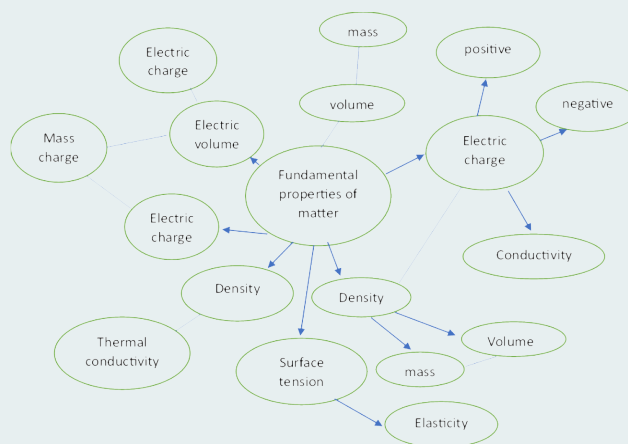 mass
Electric
charge
positive
negative
volume
Electric
volume
Mass
charge
Electric
charge
Fundamental
properties of
matter
Electric
charge
Conductivity
Density
Density
Thermal
conductivity
Surface
tension
mass
Volume
Elasticity